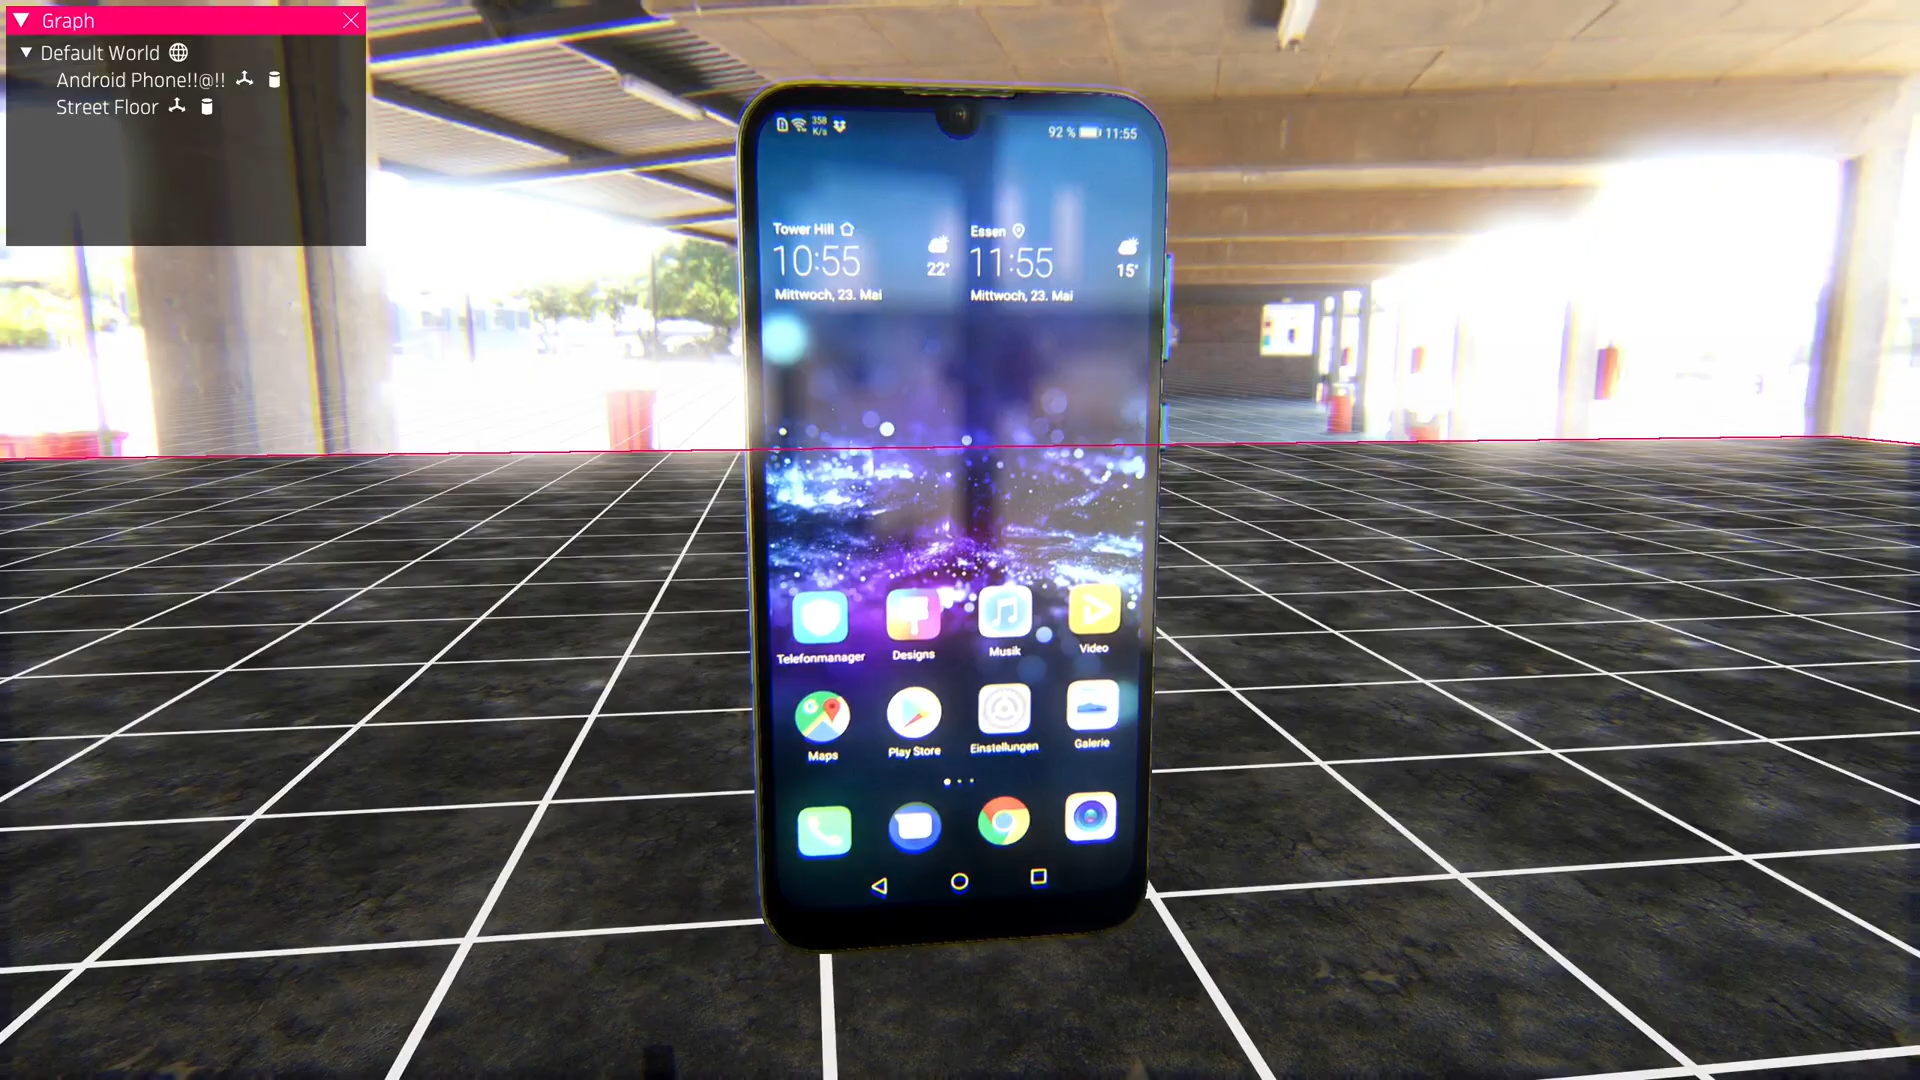 Graph
Default World
Android Phone!!@!!
Street Floor
358
K/s
92 % 11:55
Tower Hill
10:55
22°
Mittwoch, 23. Mai
Essen
11:55
15°
Mittwoch, 23. Mai
Telefonmanager Designs Musik Video
Maps Play Store Einstellungen Galerie